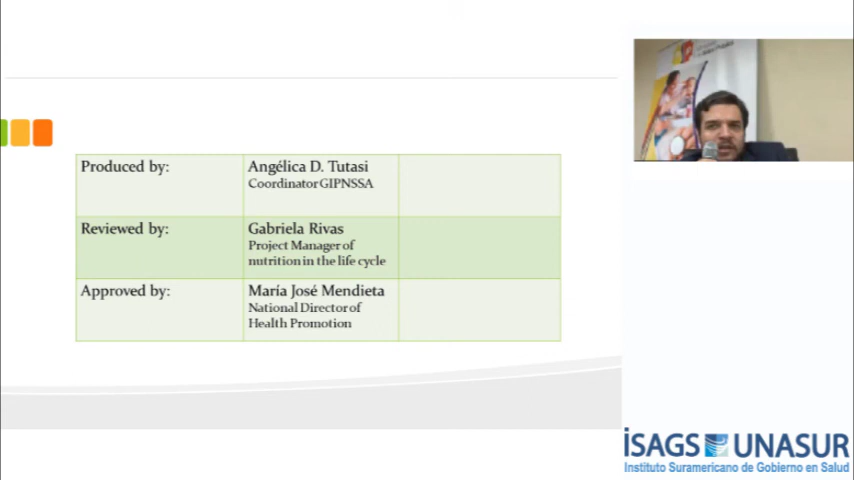 Produced by:
Angélica D. Tutasi
Coordinator GIPNSSA
Reviewed by:
Gabriela Rivas
Project Manager of
nutrition in the life cycle
Approved by:
María José Mendieta
National Director of
Health Promotion
ISAGS UNASUR
Instituto Suramericano de Gobierno en Salud